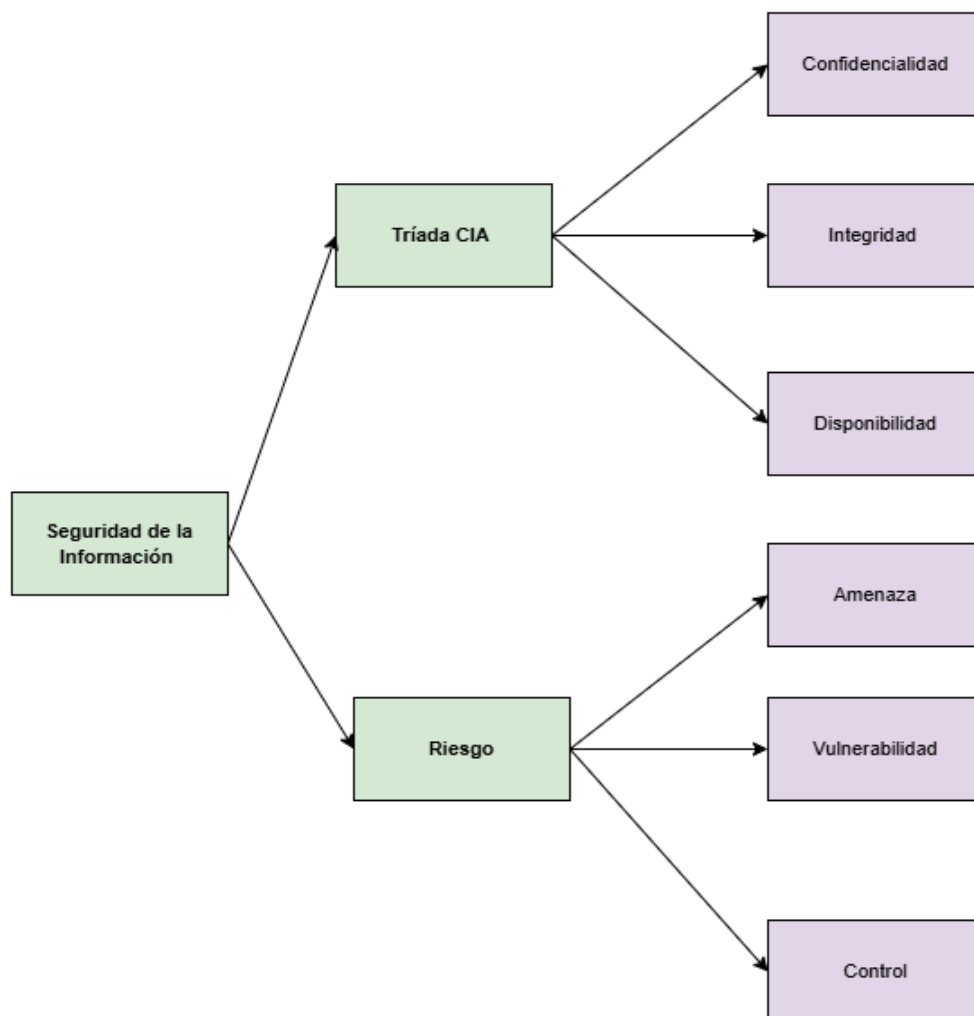 Confidencialidad
Tríada CIA
Integridad
Disponibilidad
Seguridad de la
Información
Amenaza
Riesgo
Vulnerabilidad
Control